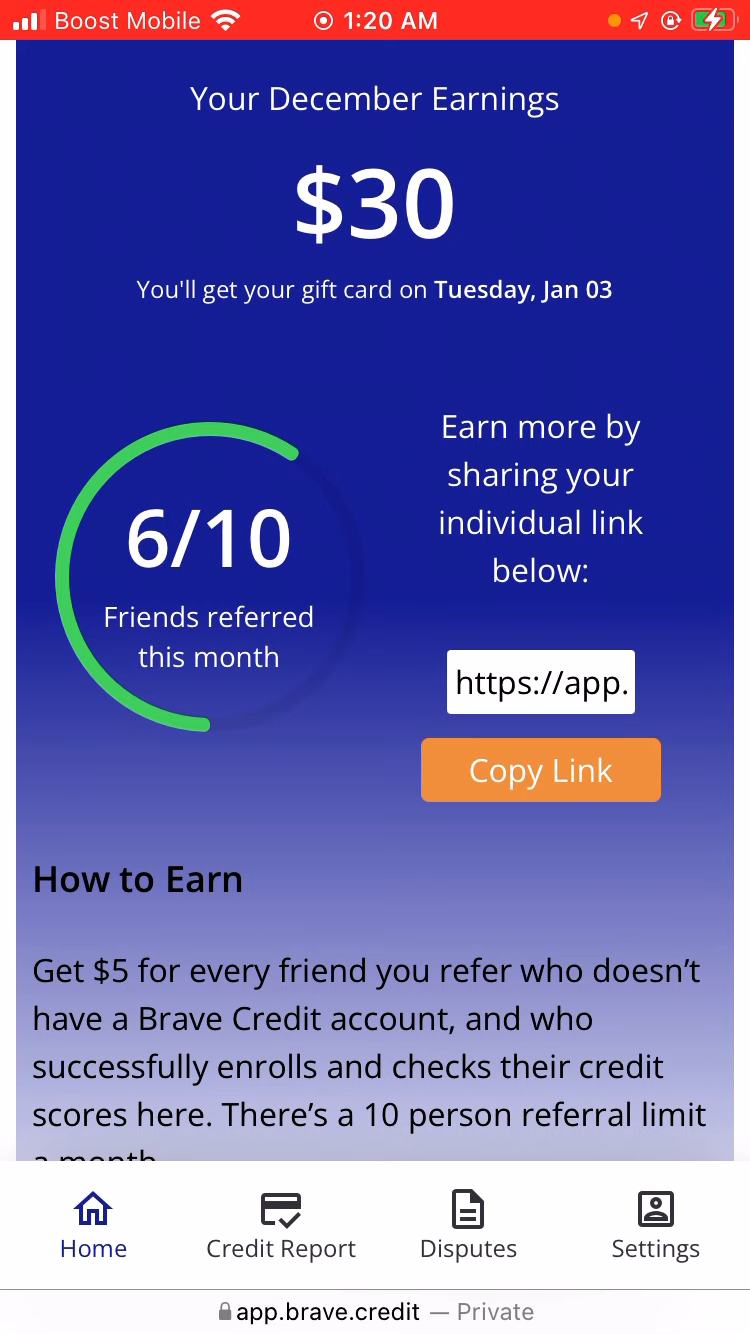 Boost Mobile 1:20 AM
Your December Earnings
$30
You'll get your gift card on Tuesday, Jan 03
6/10
Friends referred
this month
Earn more by
sharing your
individual link
below:
https://app.
Copy Link
How to Earn
Get $5 for every friend you refer who doesn’t
have a Brave Credit account, and who
successfully enrolls and checks their credit
scores here. There’s a 10 person referral limit
a month
Home Credit Report Disputes Settings
app.brave.credit — Private